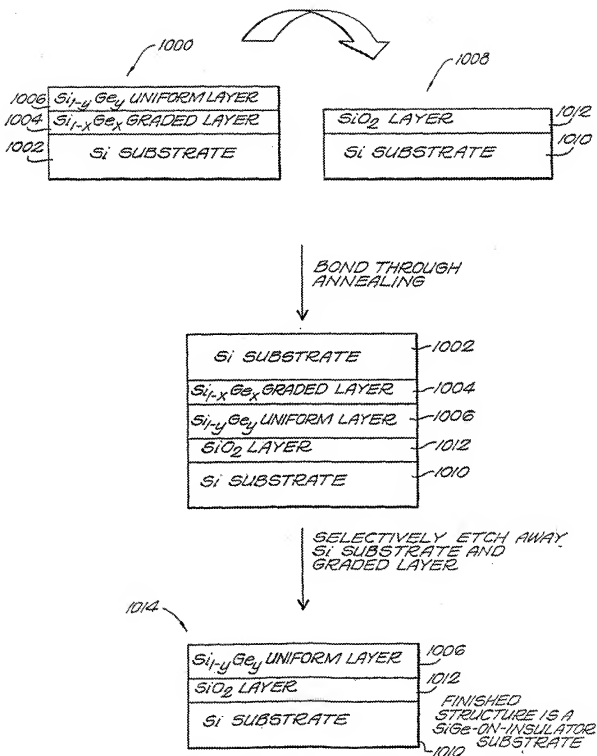 1000
1008
1006 Si₁₋yGey UNIFORM LAYER
1004 Si₁₋ₓGeₓ GRADED LAYER
1002 Si SUBSTRATE
SiO₂ LAYER 1012
Si SUBSTRATE 1010
BOND THROUGH
ANNEALING
Si SUBSTRATE 1002
Si₁₋ₓGeₓ GRADED LAYER 1004
Si₁₋yGey UNIFORM LAYER 1006
SiO₂ LAYER 1012
Si SUBSTRATE 1010
SELECTIVELY ETCH AWAY
Si SUBSTRATE AND
GRADED LAYER
1014
Si₁₋yGey UNIFORM LAYER 1006
SiO₂ LAYER 1012
Si SUBSTRATE
1010
FINISHED
STRUCTURE IS A
SiGe-ON-INSULATOR
SUBSTRATE